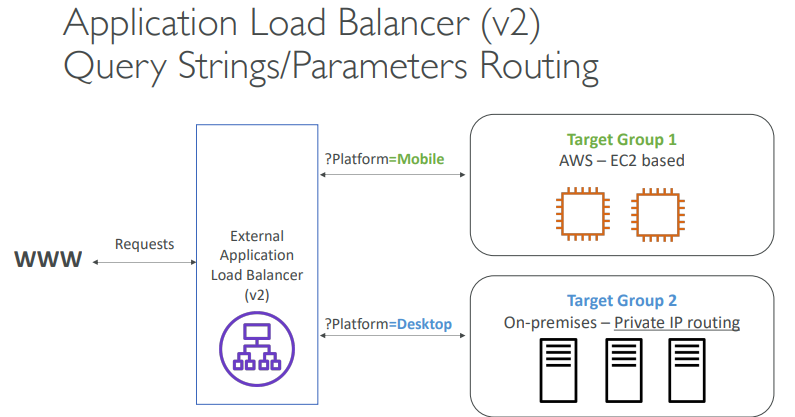 Application Load Balancer (v2)
Query Strings/Parameters Routing
WWW
Requests
External
Application
Load Balancer
(v2)
?Platform=Mobile
Target Group 1
AWS – EC2 based
?Platform=Desktop
Target Group 2
On-premises – Private IP routing